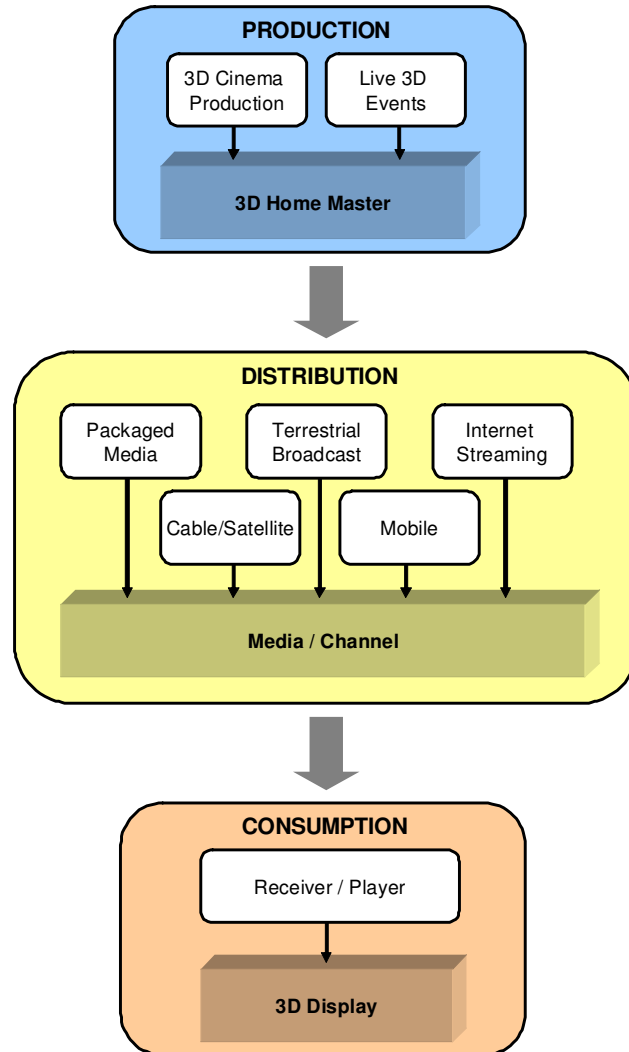 PRODUCTION
3D Cinema
Production
Live 3D
Events
3D Home Master
DISTRIBUTION
Packaged
Media
Terrestrial
Broadcast
Internet
Streaming
Cable/Satellite
Mobile
Media / Channel
CONSUMPTION
Receiver / Player
3D Display